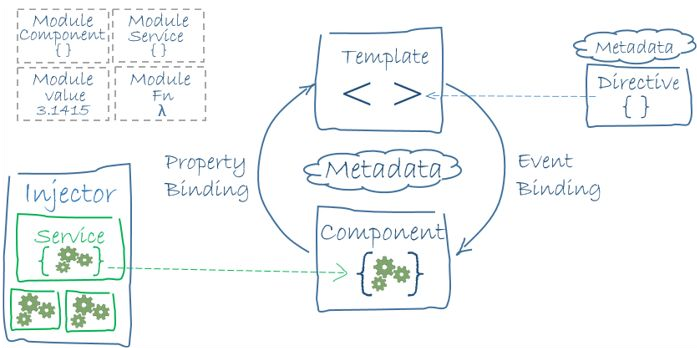 Module
Component
{ }
Module
Service
{ }
Module
value
3.1415
Module
Fn
λ
Template
< >
Metadata
Directive
{ }
Property
Binding
Metadata
Event
Binding
Injector
Service
{ }
Component
{ }